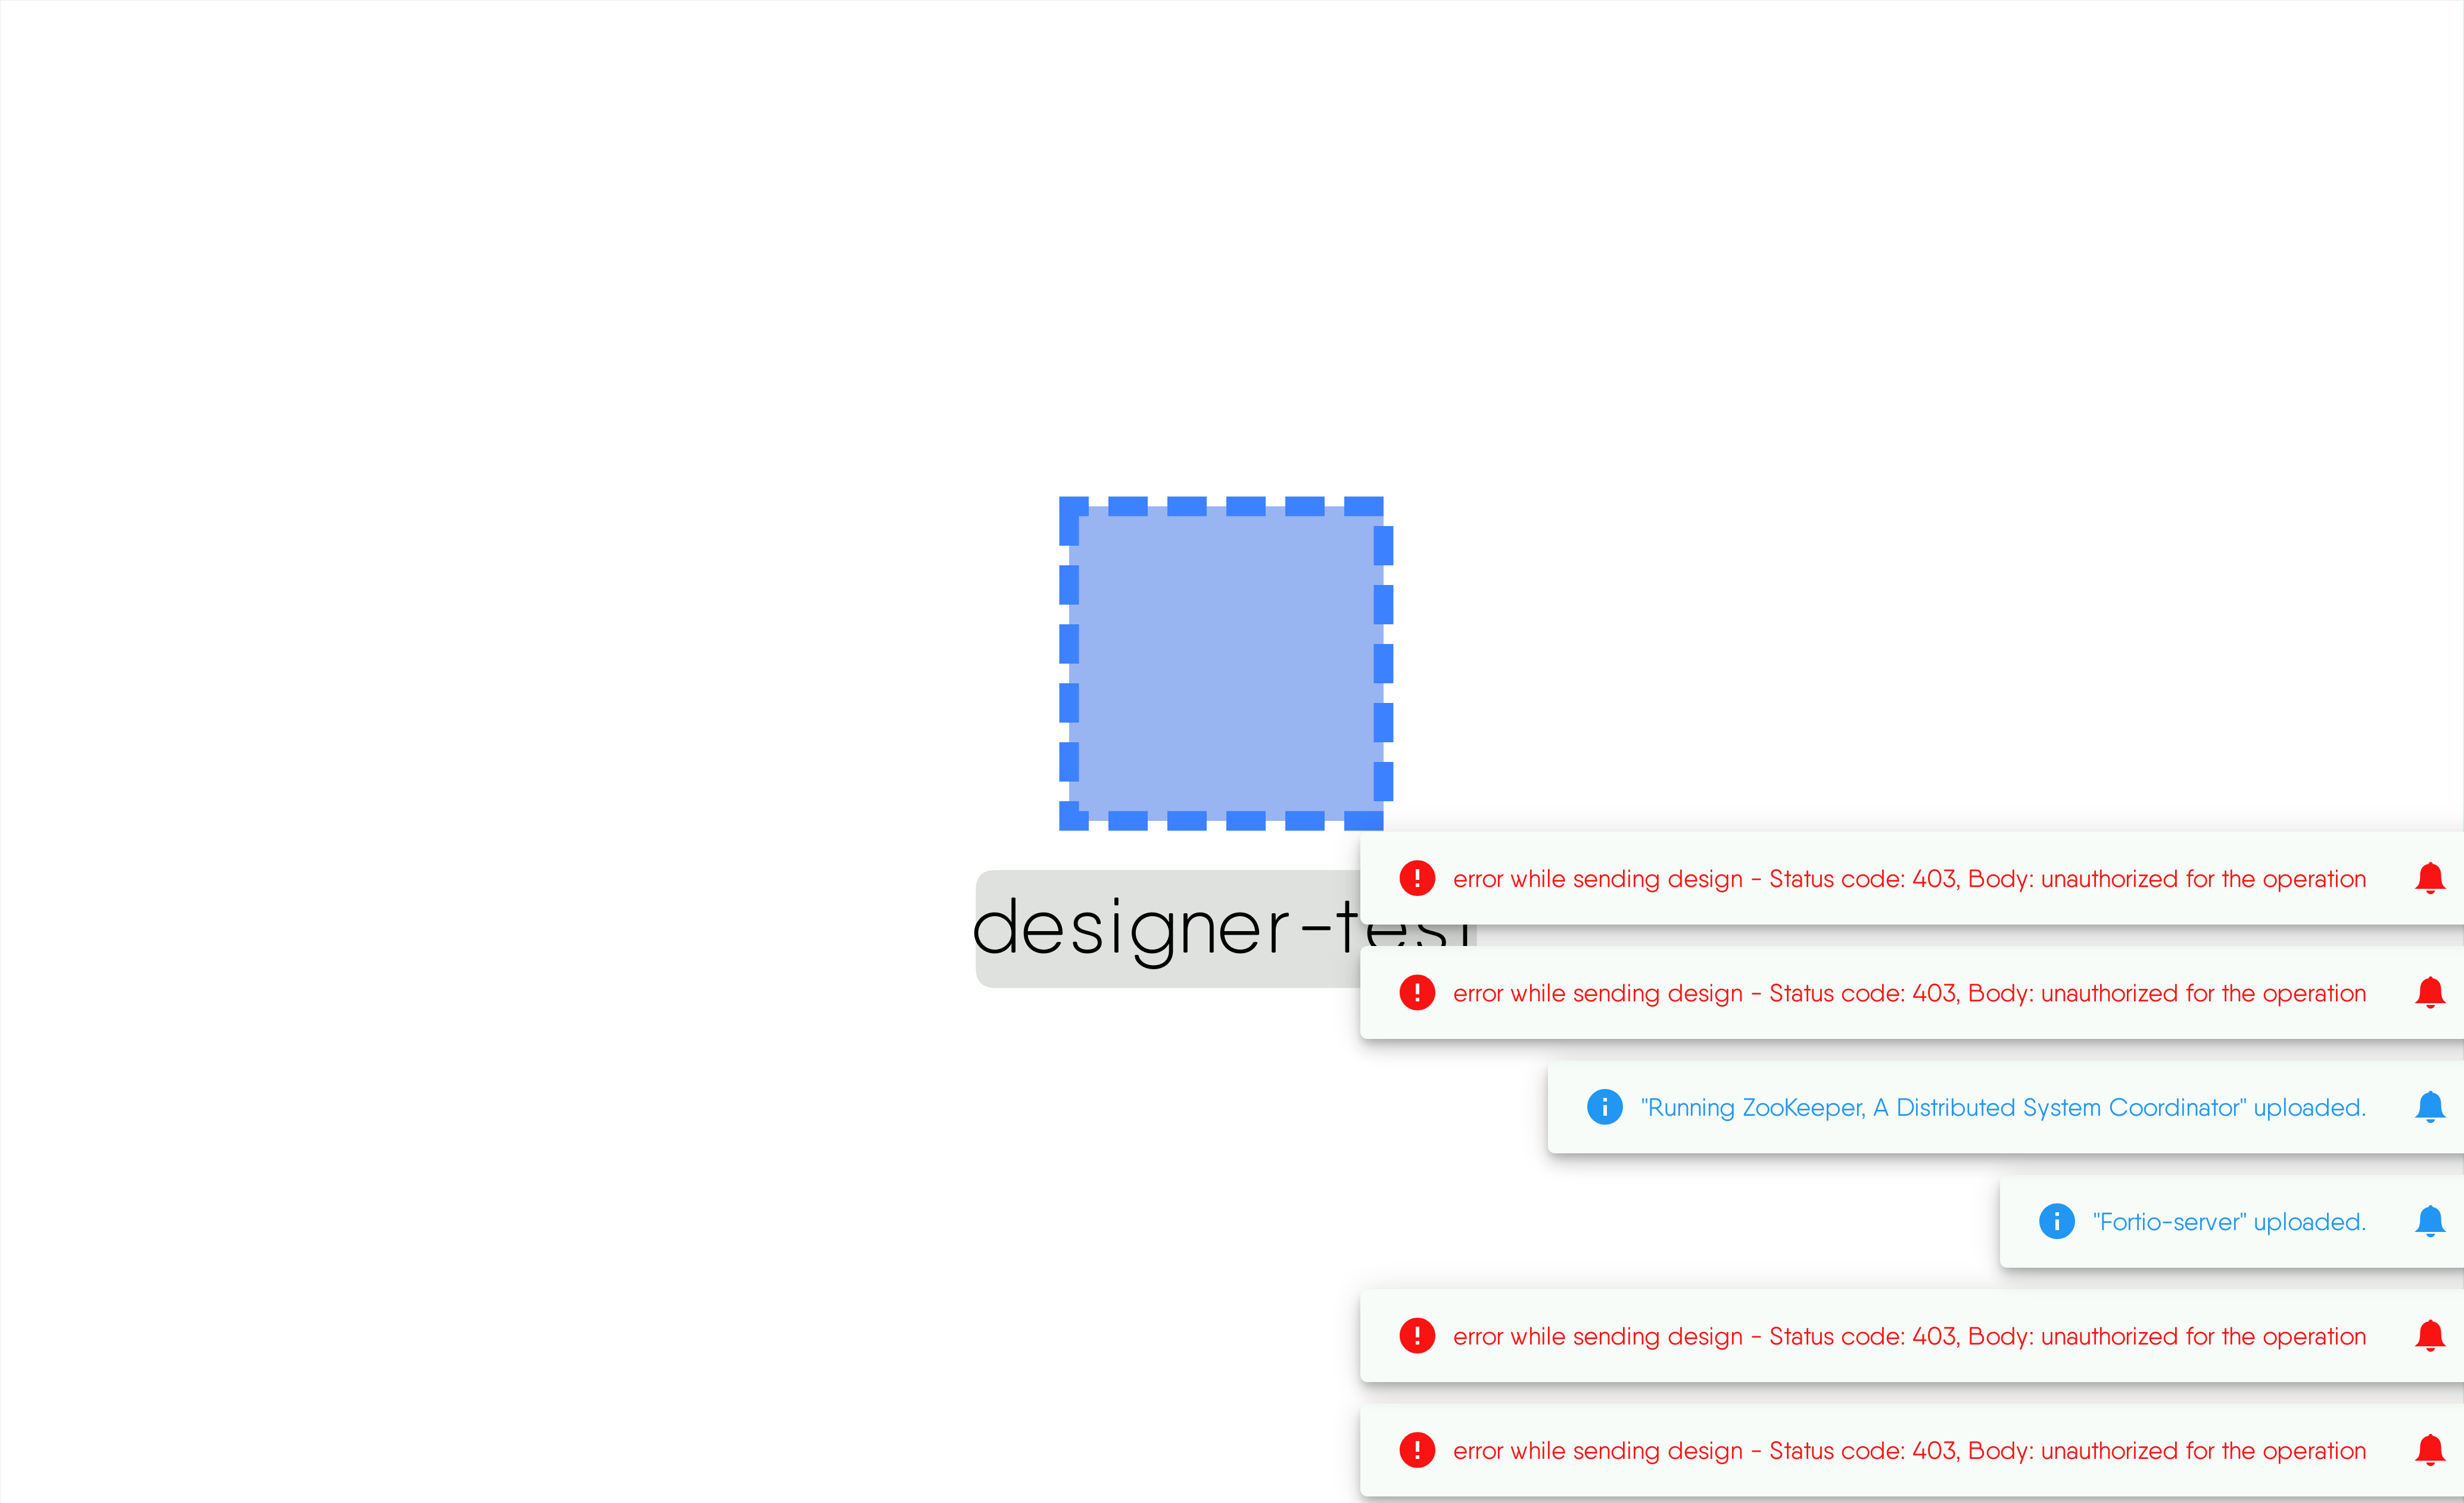 designer-test
error while sending design - Status code: 403, Body: unauthorized for the operation
error while sending design - Status code: 403, Body: unauthorized for the operation
"Running ZooKeeper, A Distributed System Coordinator" uploaded.
"Fortio-server" uploaded.
error while sending design - Status code: 403, Body: unauthorized for the operation
error while sending design - Status code: 403, Body: unauthorized for the operation